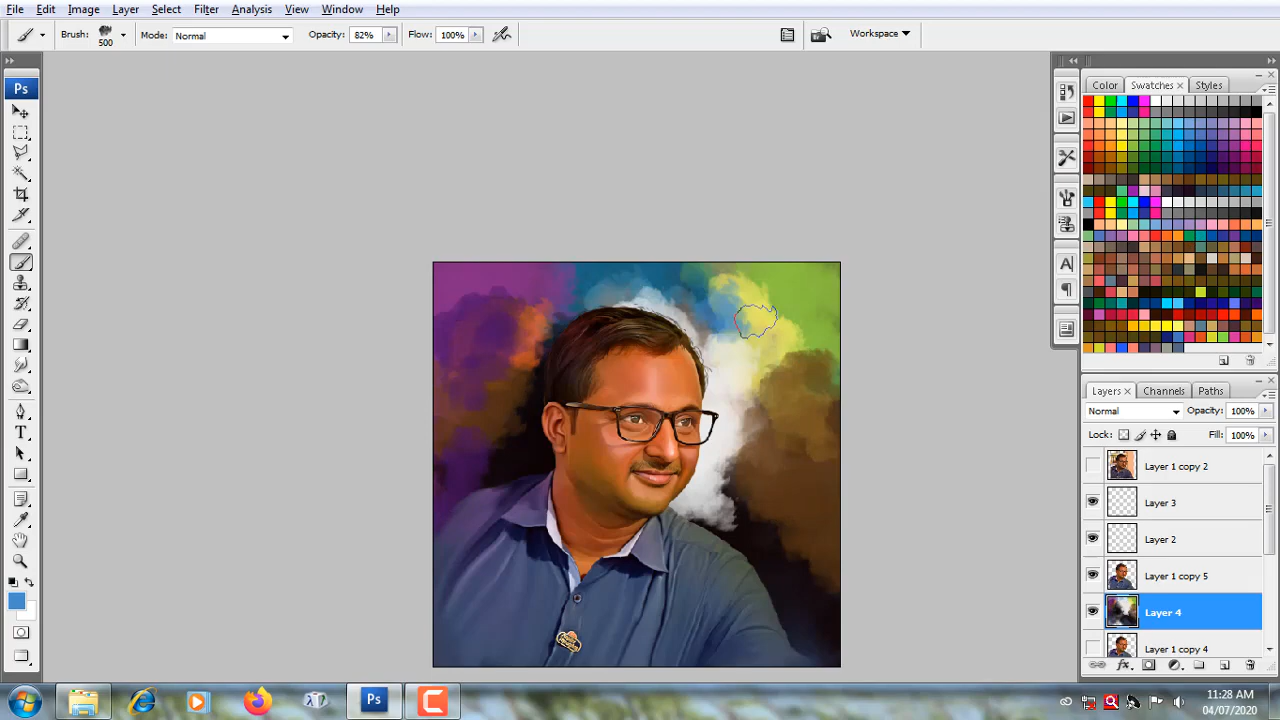 File Edit Image Layer Select Filter Analysis View Window Help
Brush: 500 Mode: Normal Opacity: 82% Flow: 100% Workspace
Ps
Color Swatches Styles
T
A
Layers Channels Paths
Normal Opacity: 100%
Lock: Fill: 100%
Layer 1 copy 2
Layer 3
Layer 2
Layer 1 copy 5
Layer 4
Layer 1 copy 4
fx
Ps
11:28 AM
04/07/2020